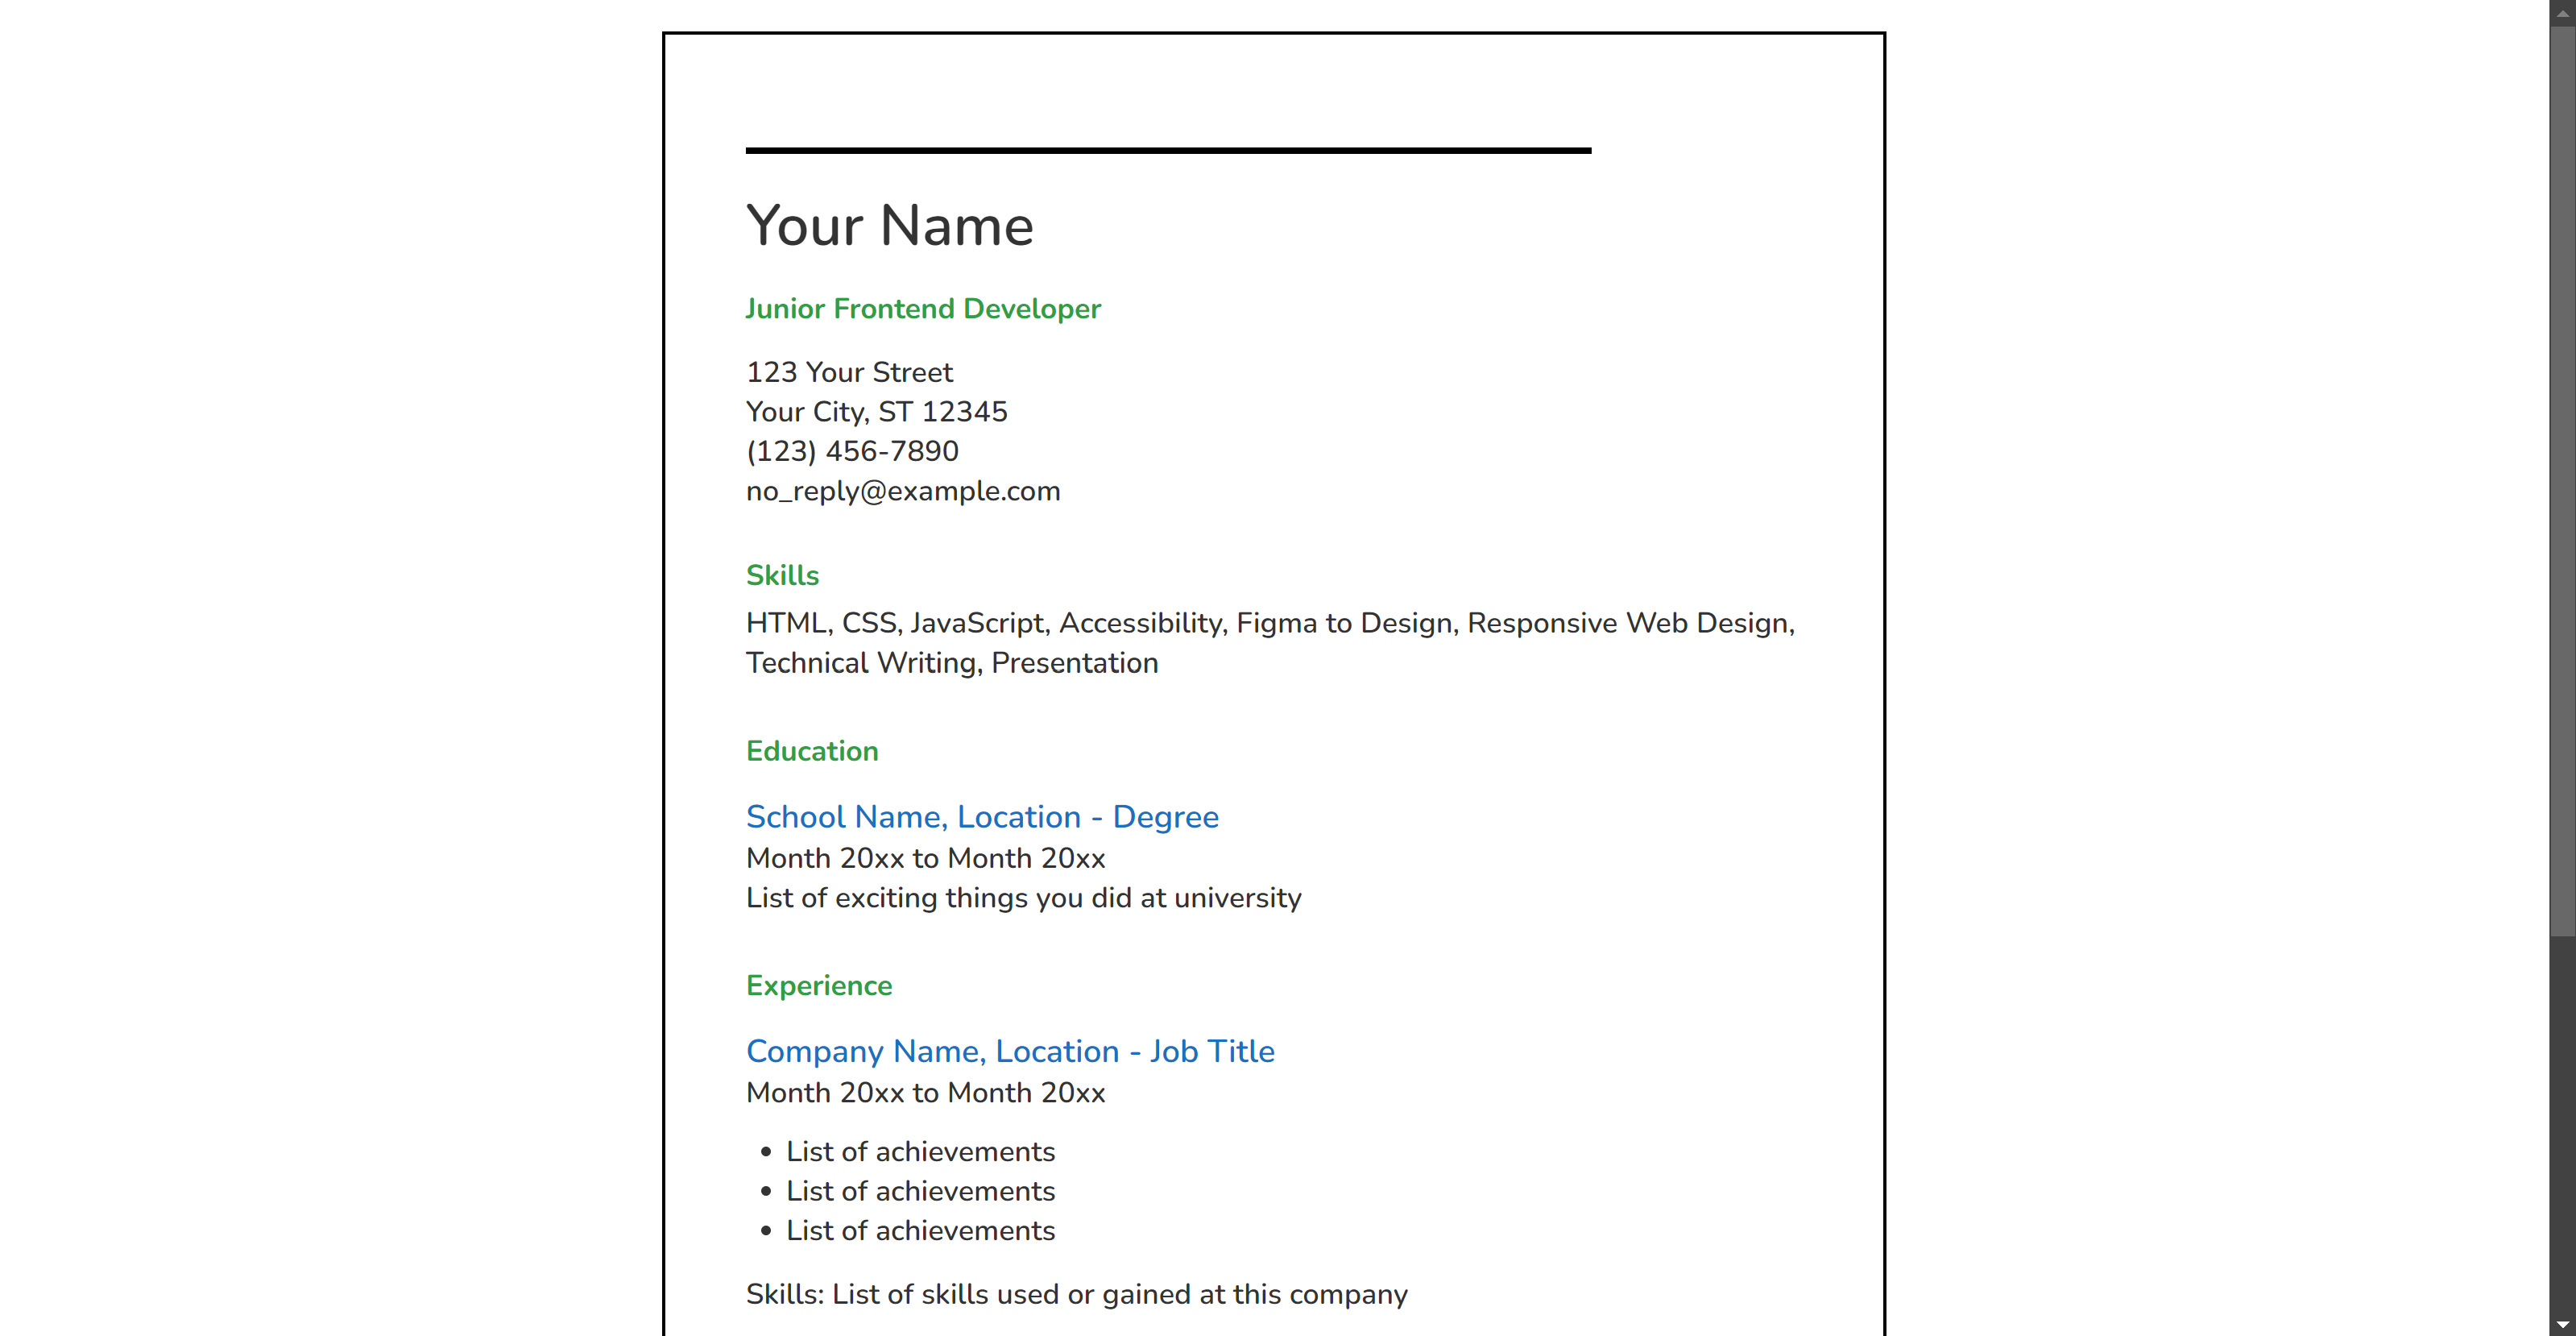 Your Name
Junior Frontend Developer
123 Your Street
Your City, ST 12345
(123) 456-7890
no_reply@example.com
Skills
HTML, CSS, JavaScript, Accessibility, Figma to Design, Responsive Web Design,
Technical Writing, Presentation
Education
School Name, Location - Degree
Month 20xx to Month 20xx
List of exciting things you did at university
Experience
Company Name, Location - Job Title
Month 20xx to Month 20xx
• List of achievements
• List of achievements
• List of achievements
Skills: List of skills used or gained at this company